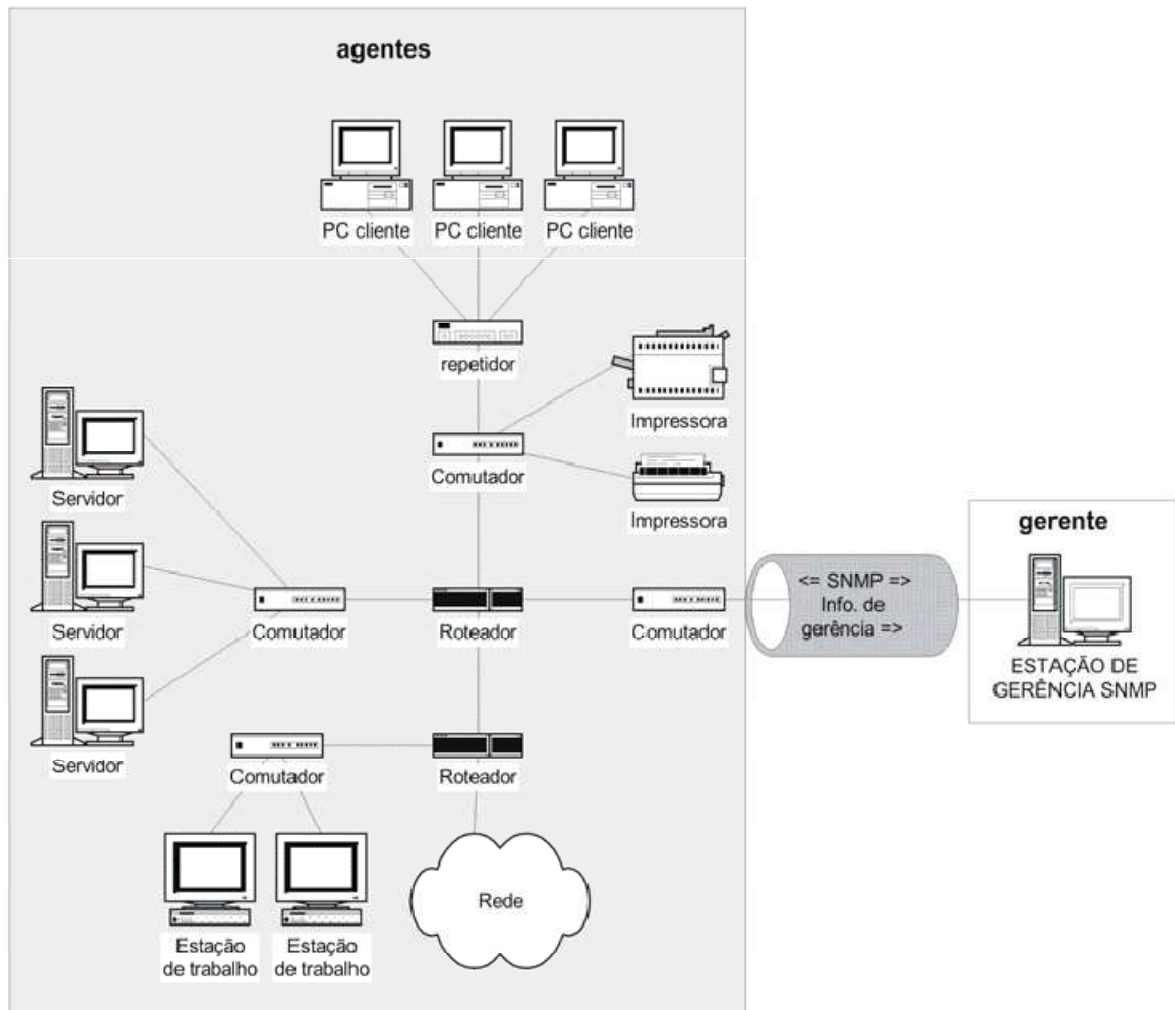 agentes
PC cliente
PC cliente
PC cliente
repetidor
Impressora
Comutador
Impressora
Servidor
Servidor
Servidor
Comutador
Roteador
Comutador
<= SNMP =>
Info. de
gerência =>
gerente
ESTAÇÃO DE
GERÊNCIA SNMP
Comutador
Roteador
Estação
de trabalho
Estação
de trabalho
Rede